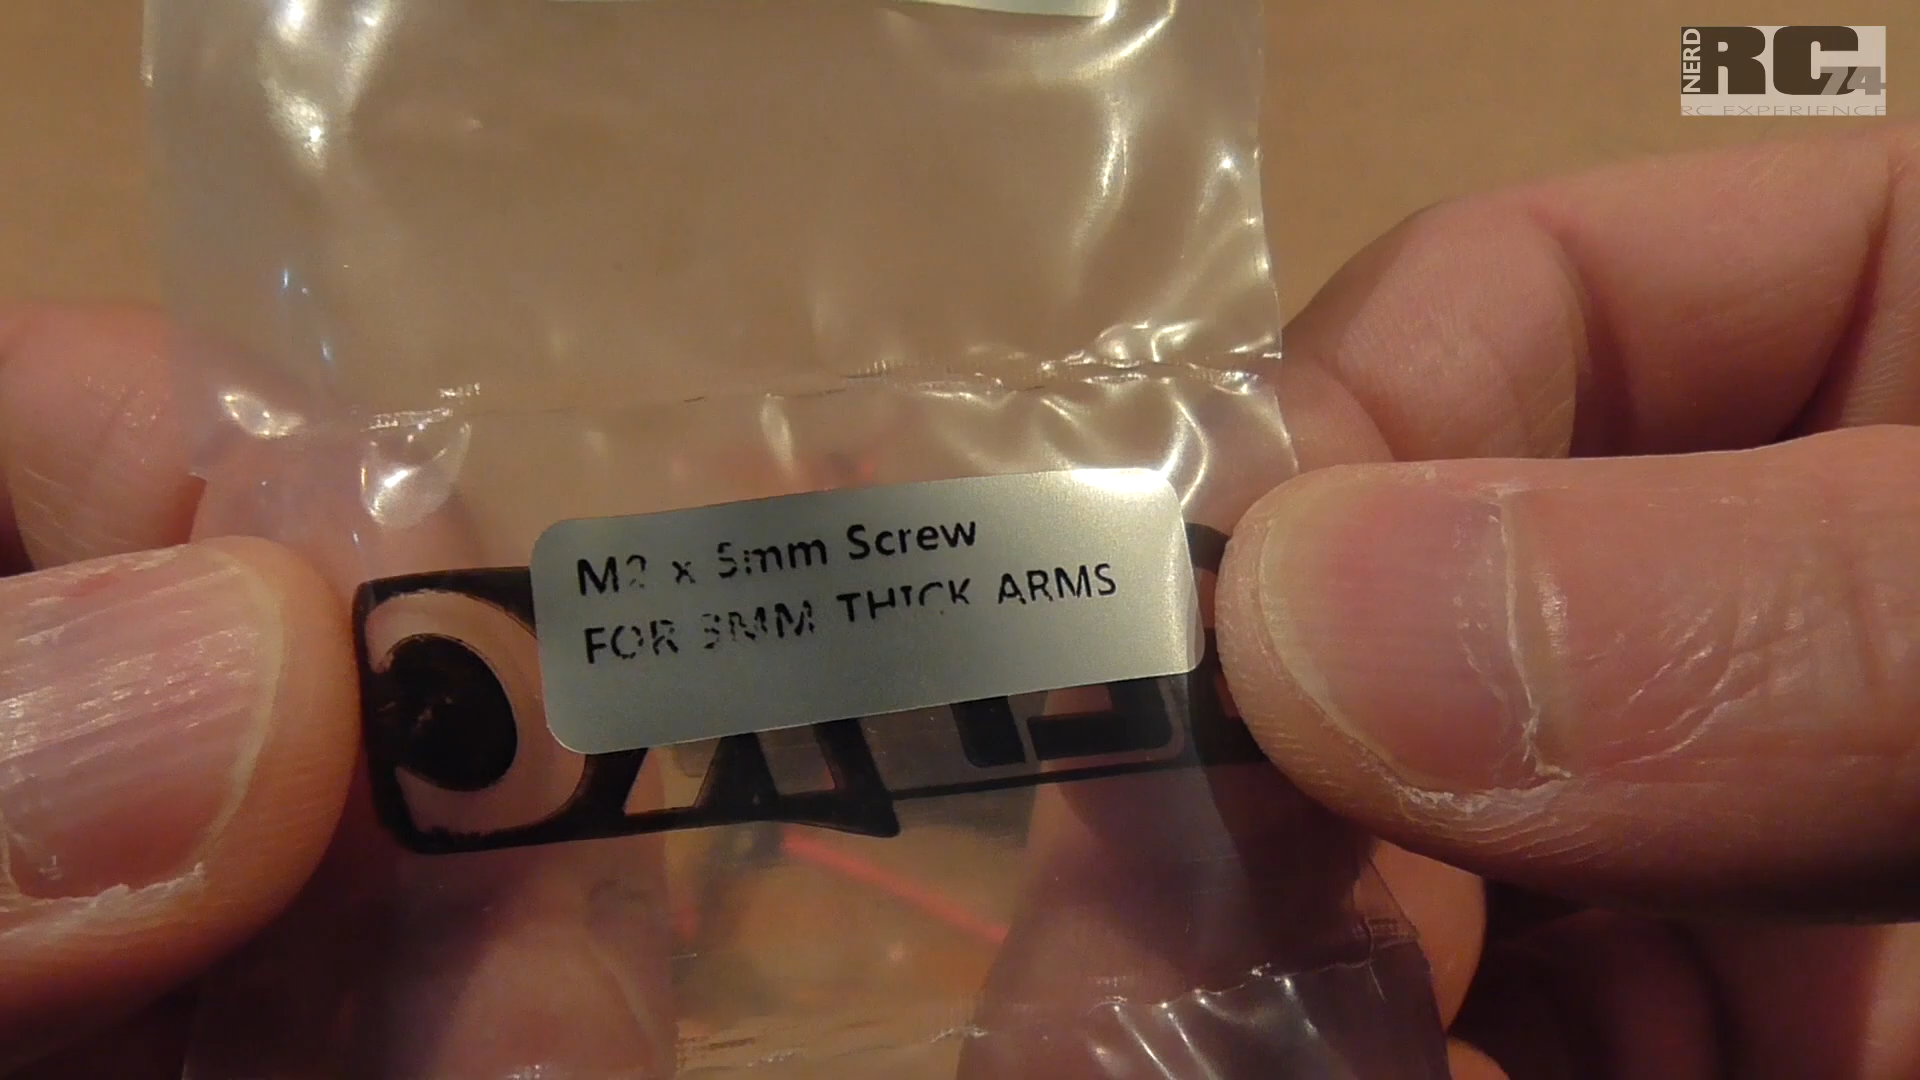 NERD
RC
74
RC EXPERIENCE
M2 x 5mm Screw
FOR 3MM THICK ARMS